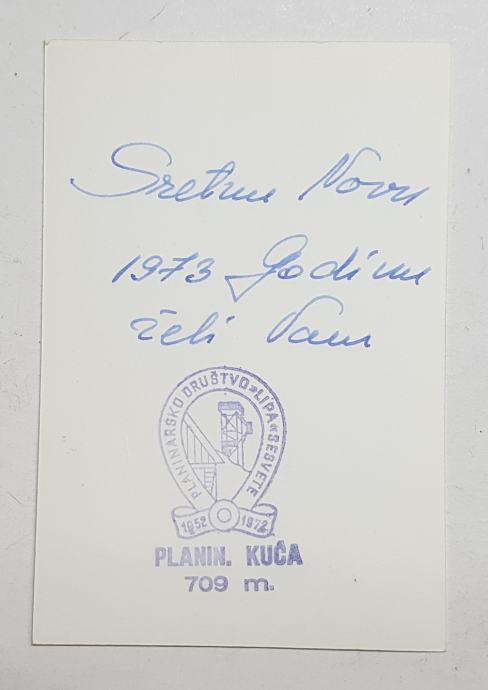 Sretnu Novu
1973 Godinu
želi Vam
PLANINARSKO DRUŠTVO »LIPA« SESVETE
1952 1972
PLANIN. KUĆA
709 m.